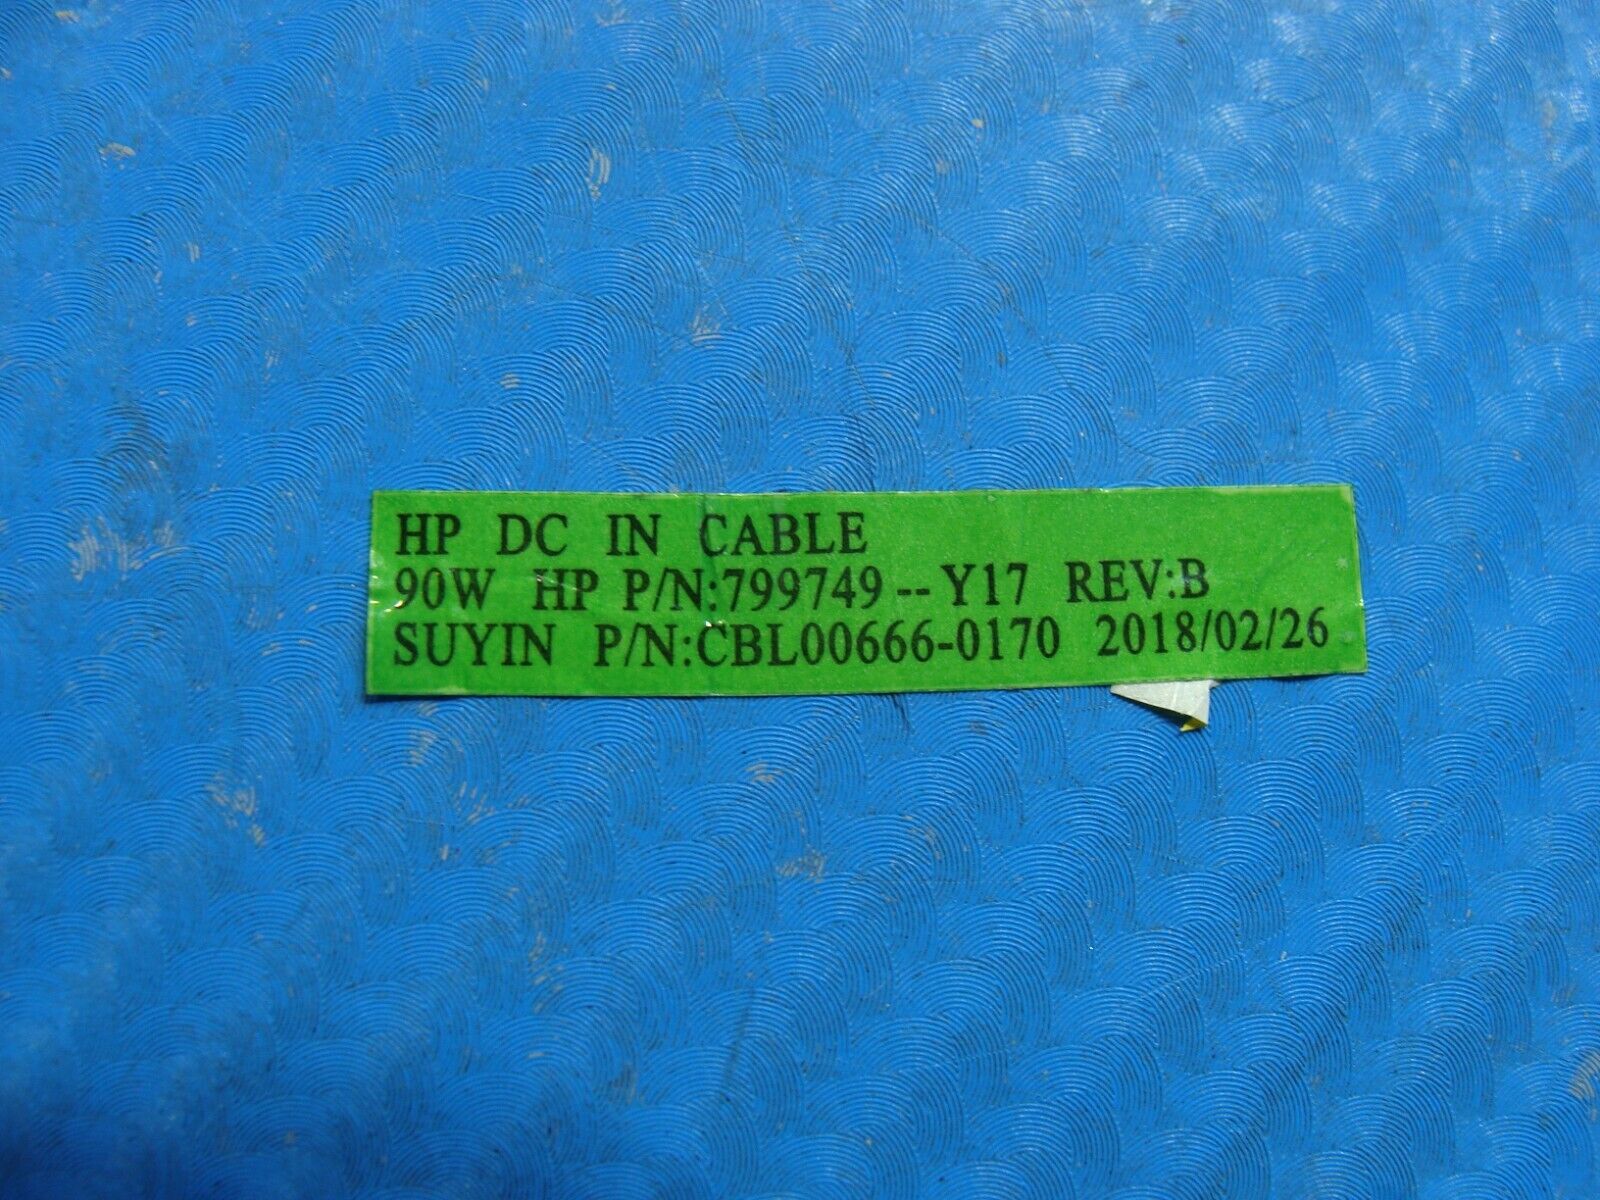 HP DC IN CABLE
90W HP P/N:799749--Y17 REV:B
SUYIN P/N:CBL00666-0170 2018/02/26